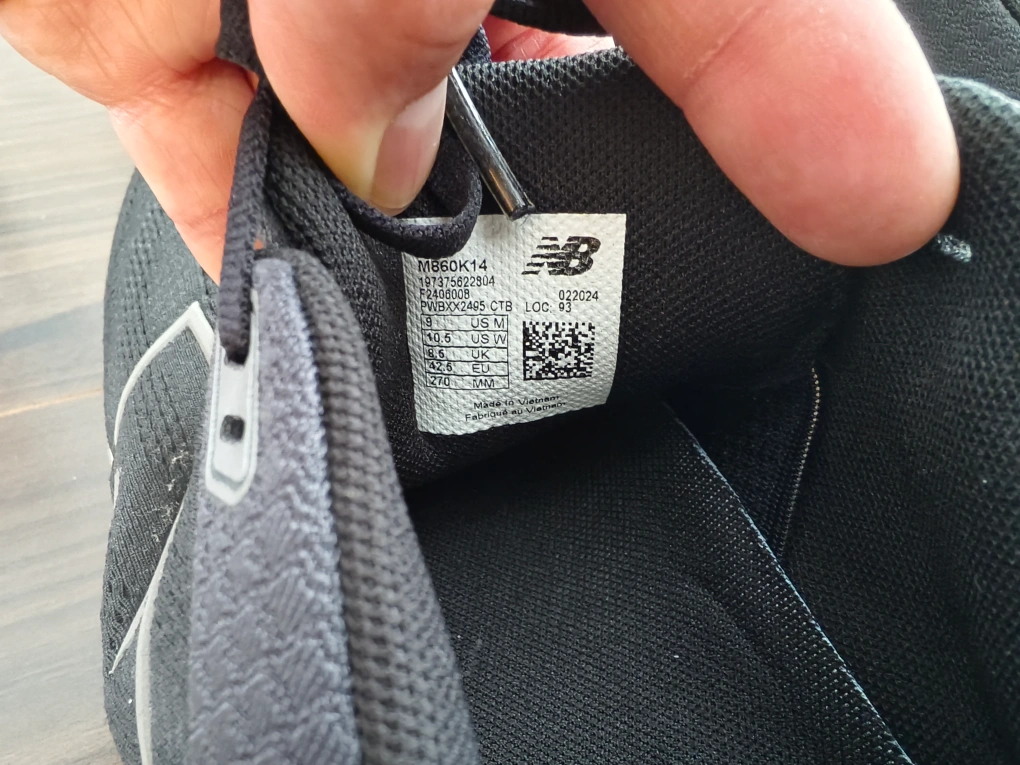 NB
M860K14
197375622804
F2406008 022024
PWBXX2495 CTB LOC: 93
9 US M
10.5 US W
8.5 UK
42.5 EU
270 MM
Made in Vietnam
Fabriqué au Vietnam